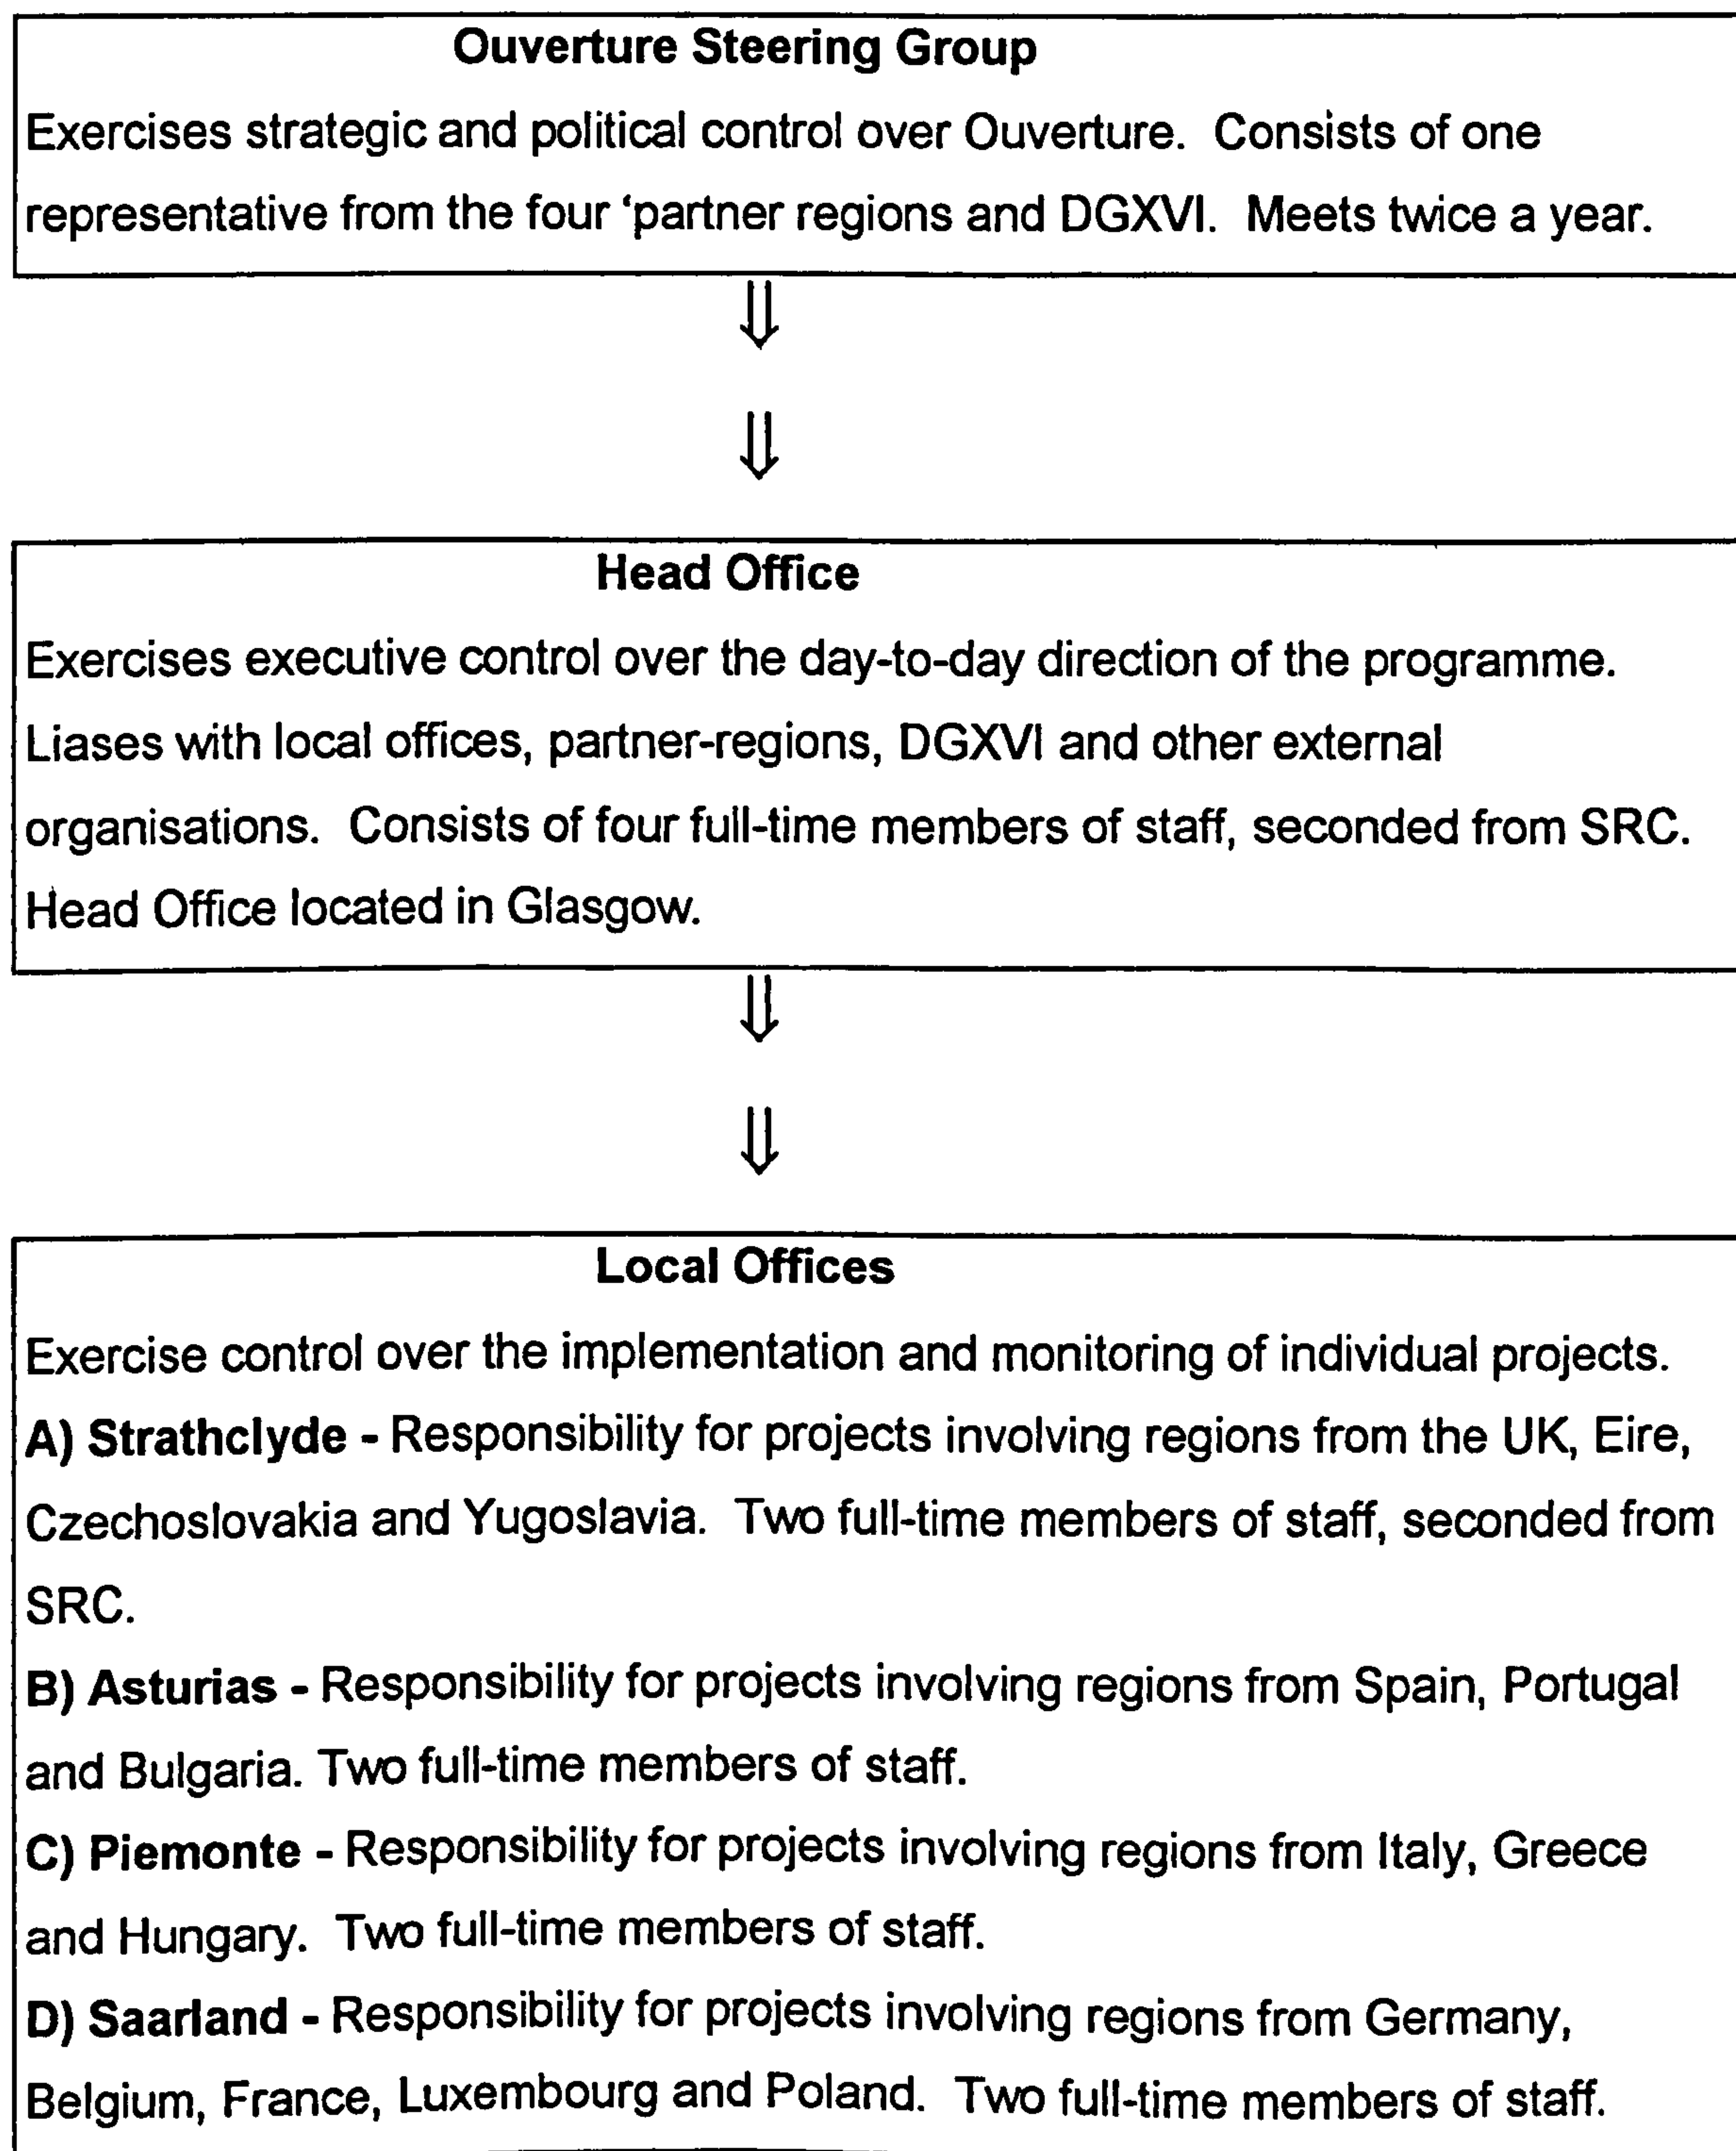 Ouverture Steering Group
Exercises strategic and political control over Ouverture. Consists of one
representative from the four ‘partner regions and DGXVI. Meets twice a year.
⇓
⇓
Head Office
Exercises executive control over the day-to-day direction of the programme.
Liases with local offices, partner-regions, DGXVI and other external
organisations. Consists of four full-time members of staff, seconded from SRC.
Head Office located in Glasgow.
⇓
⇓
Local Offices
Exercise control over the implementation and monitoring of individual projects.
A) Strathclyde - Responsibility for projects involving regions from the UK, Eire,
Czechoslovakia and Yugoslavia. Two full-time members of staff, seconded from
SRC.
B) Asturias - Responsibility for projects involving regions from Spain, Portugal
and Bulgaria. Two full-time members of staff.
C) Piemonte - Responsibility for projects involving regions from Italy, Greece
and Hungary. Two full-time members of staff.
D) Saarland - Responsibility for projects involving regions from Germany,
Belgium, France, Luxembourg and Poland. Two full-time members of staff.